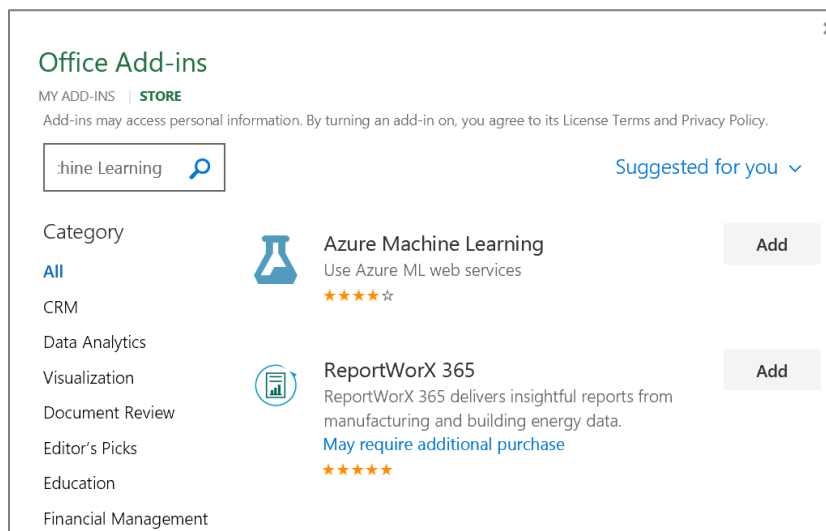 Office Add-ins
MY ADD-INS | STORE
Add-ins may access personal information. By turning an add-in on, you agree to its License Terms and Privacy Policy.
:hine Learning
Suggested for you
Category
All
CRM
Data Analytics
Visualization
Document Review
Editor's Picks
Education
Financial Management
Azure Machine Learning
Use Azure ML web services
Add
ReportWorX 365
ReportWorX 365 delivers insightful reports from
manufacturing and building energy data.
May require additional purchase
Add